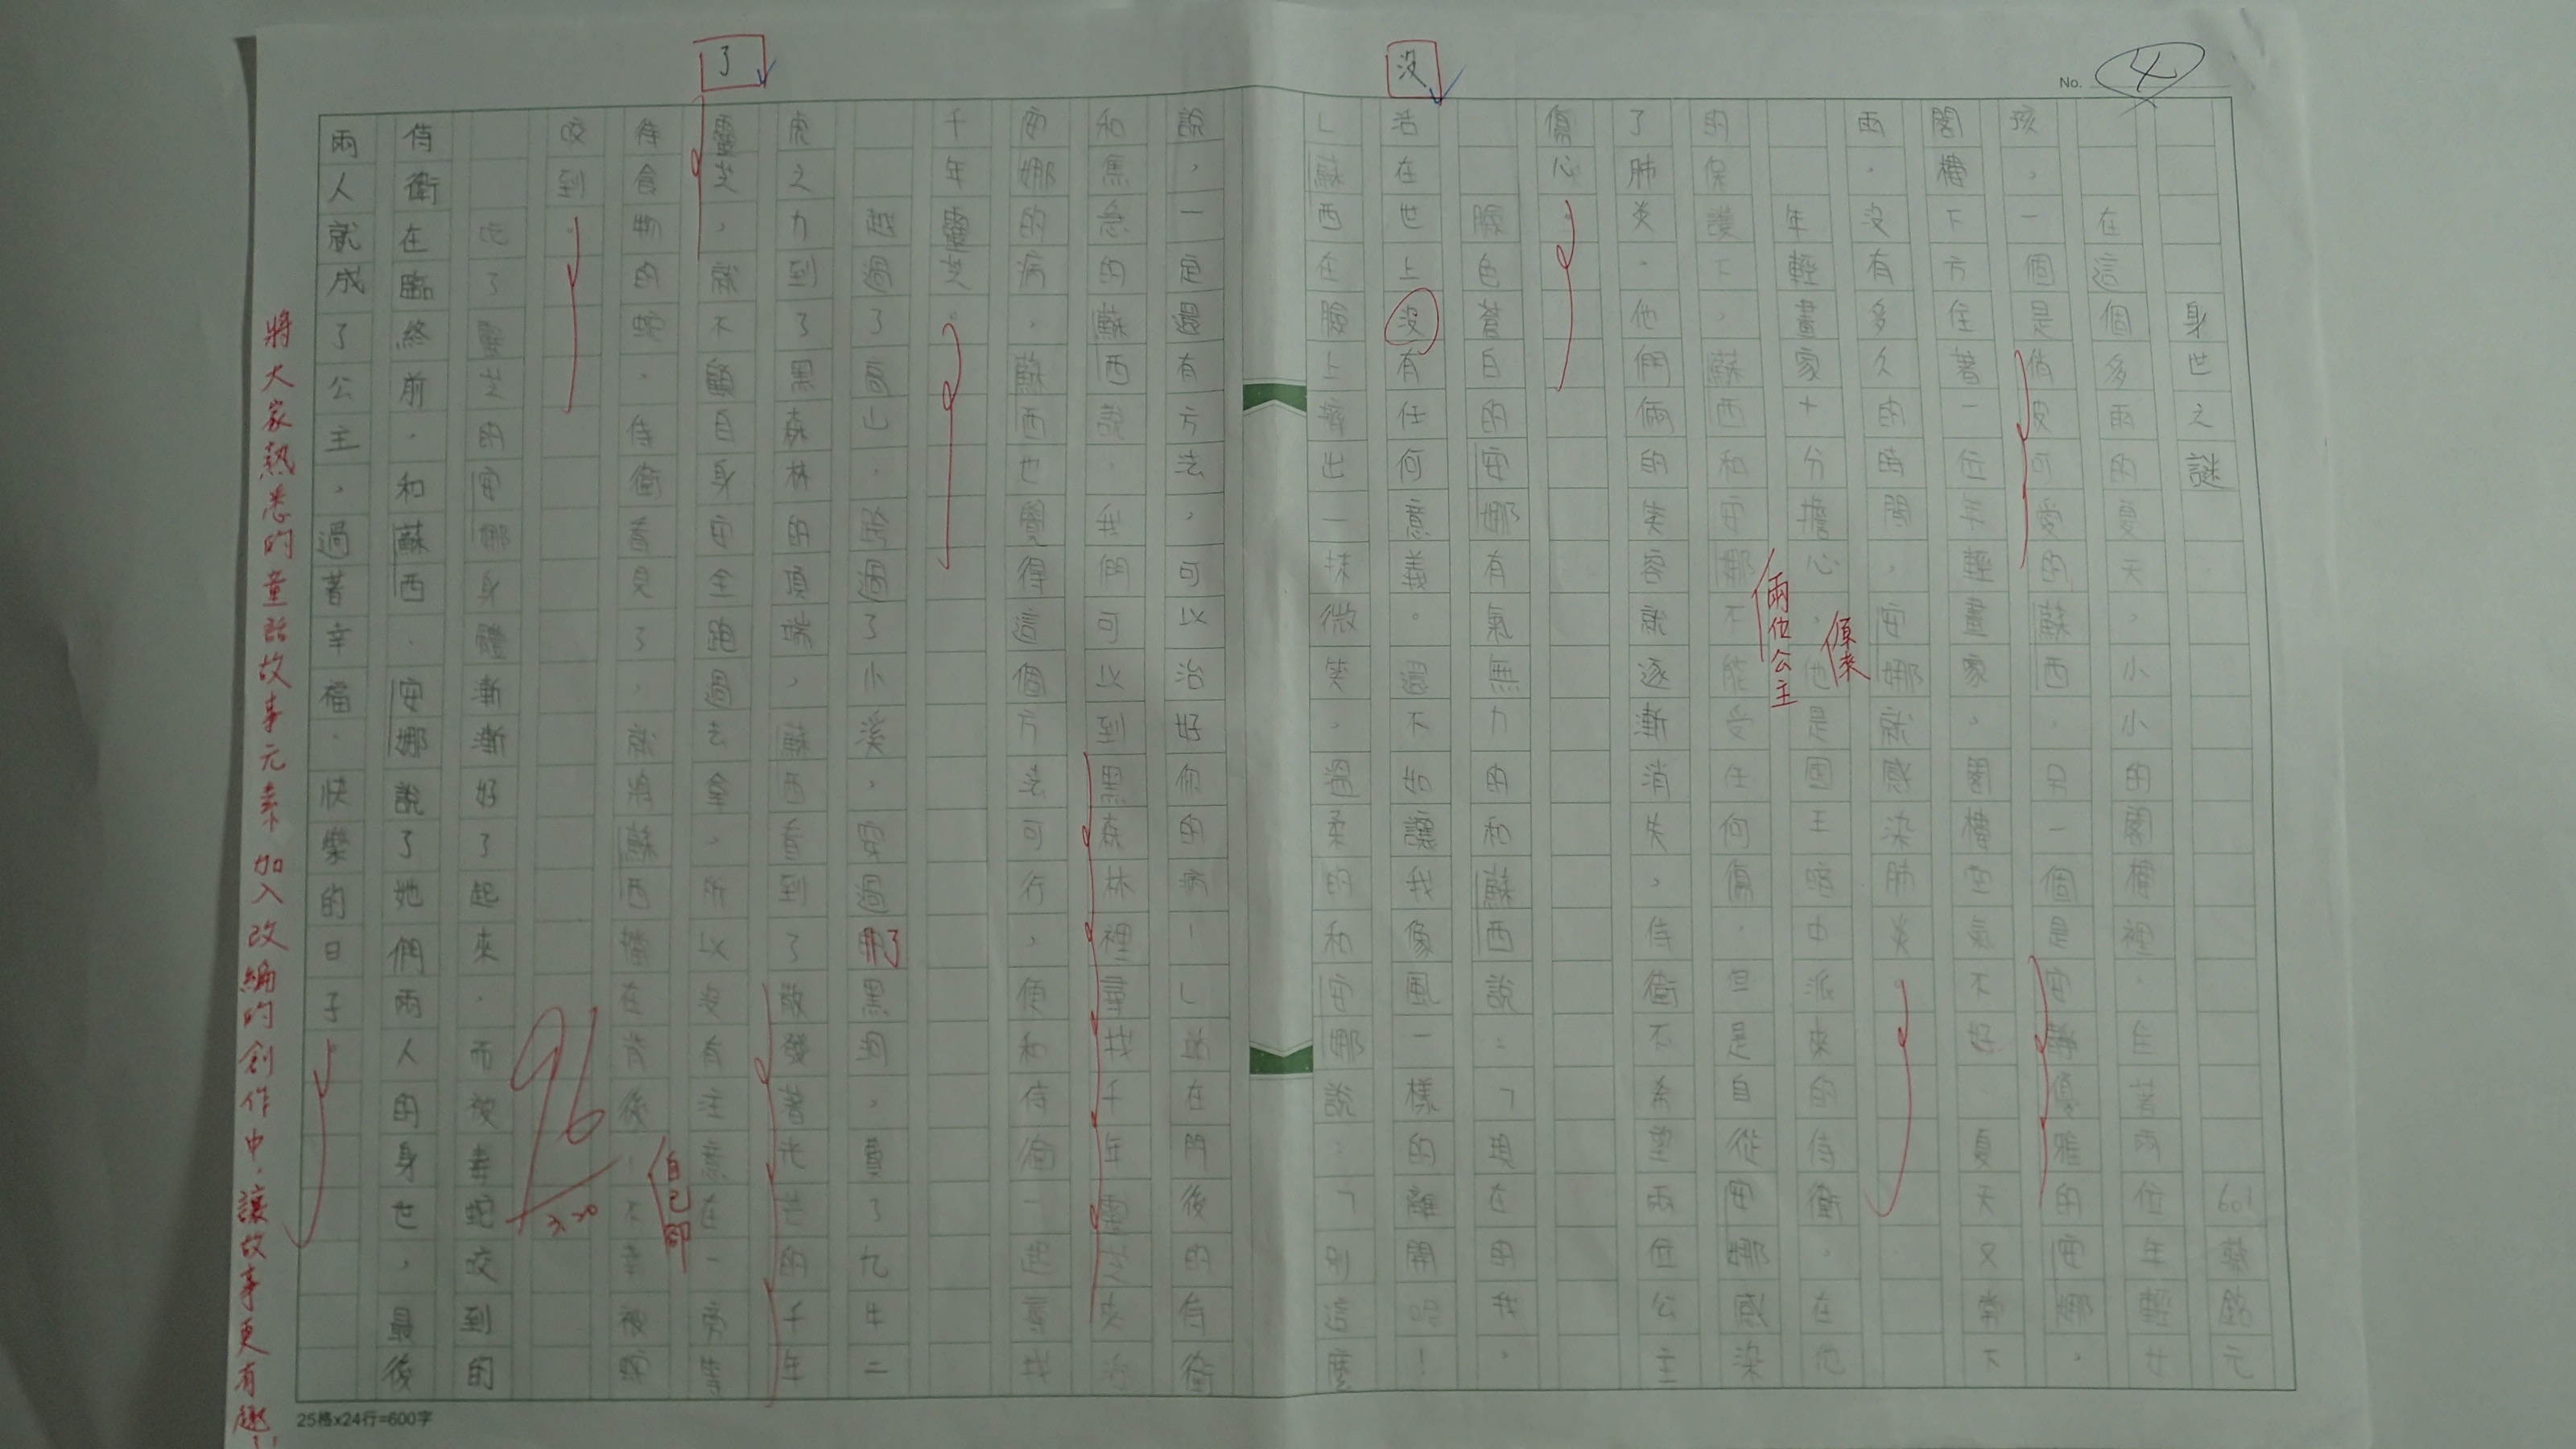 No. 4
身世之謎
601 蘇銘元
在這個多雨的夏天，小小的閣樓裡，住著兩位年輕女
孩，一個是俏皮可愛的蘇西，另一個是安靜優雅的安娜，
閣樓下方住著一位年輕畫家，閣樓空氣不好，夏天又常下
雨，沒有多久的時間，安娜就感染肺炎。
年輕畫家十分擔心，他原來是國王暗中派來的侍衛，在他
的保護下，蘇西和安娜兩位公主不能受任何傷，但是自從安娜感染
了肺炎，他們倆的笑容就逐漸消失，侍衛不希望兩位公主
傷心。
臉色蒼白的安娜有氣無力的和蘇西說：「現在的我，
活在世上沒有任何意義。還不如讓我像風一樣的離開呢！
」蘇西在臉上擠出一抹微笑，溫柔的和安娜說：「別這麼
說，一定還有方法，可以治好你的病！」站在門後的侍衛
和焦急的蘇西說，我們可以到黑森林裡尋找千年靈芝來治
安娜的病，蘇西也覺得這個方法可行，便和侍衛一起尋找
千年靈芝。
越過了高山，跨過了小溪，穿過了黑洞，費了九牛二
虎之力到了黑森林的頂端，蘇西看到了散發著光芒的千年
靈芝，就不顧自身安全跑過去拿，所以沒有注意在一旁等
待食物的蛇，侍衛看見了，就將蘇西擋在背後，自己卻不幸被蛇
咬到。
吃了靈芝的安娜身體漸漸好了起來，而被毒蛇咬到的
侍衛在臨終前，和蘇西、安娜說了她們兩人的身世，最後
兩人就成了公主，過著幸福、快樂的日子。
沒
了
96
將大家熟悉的童話故事元素加入改編的創作中，讓故事更有趣！
25格x24行=600字